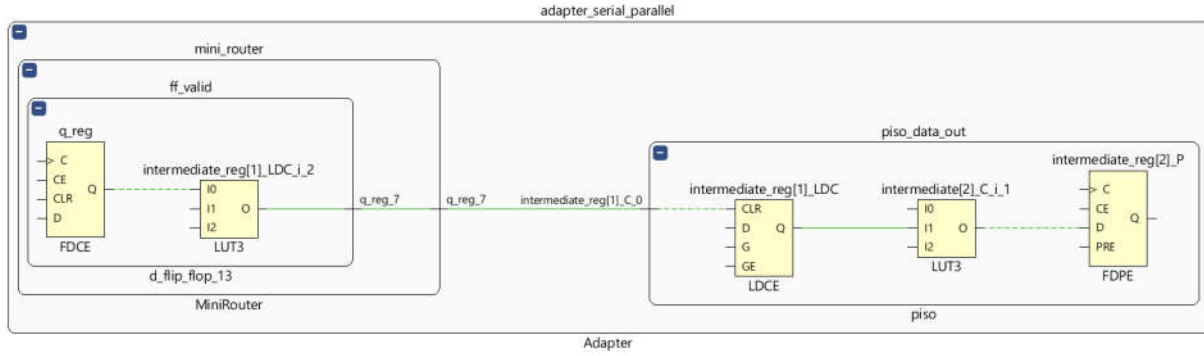 adapter_serial_parallel
mini_router
ff_valid
q_reg
C
CE
CLR
D
Q
FDCE
intermediate_reg[1]_LDC_i_2
I0
I1
I2
O
LUT3
d_flip_flop_13
MiniRouter
q_reg_7
q_reg_7
intermediate_reg[1]_C_0
piso_data_out
intermediate_reg[1]_LDC
CLR
D
G
GE
Q
LDCE
intermediate[2]_C_i_1
I0
I1
I2
O
LUT3
intermediate_reg[2]_P
C
CE
D
PRE
Q
FDPE
piso
Adapter